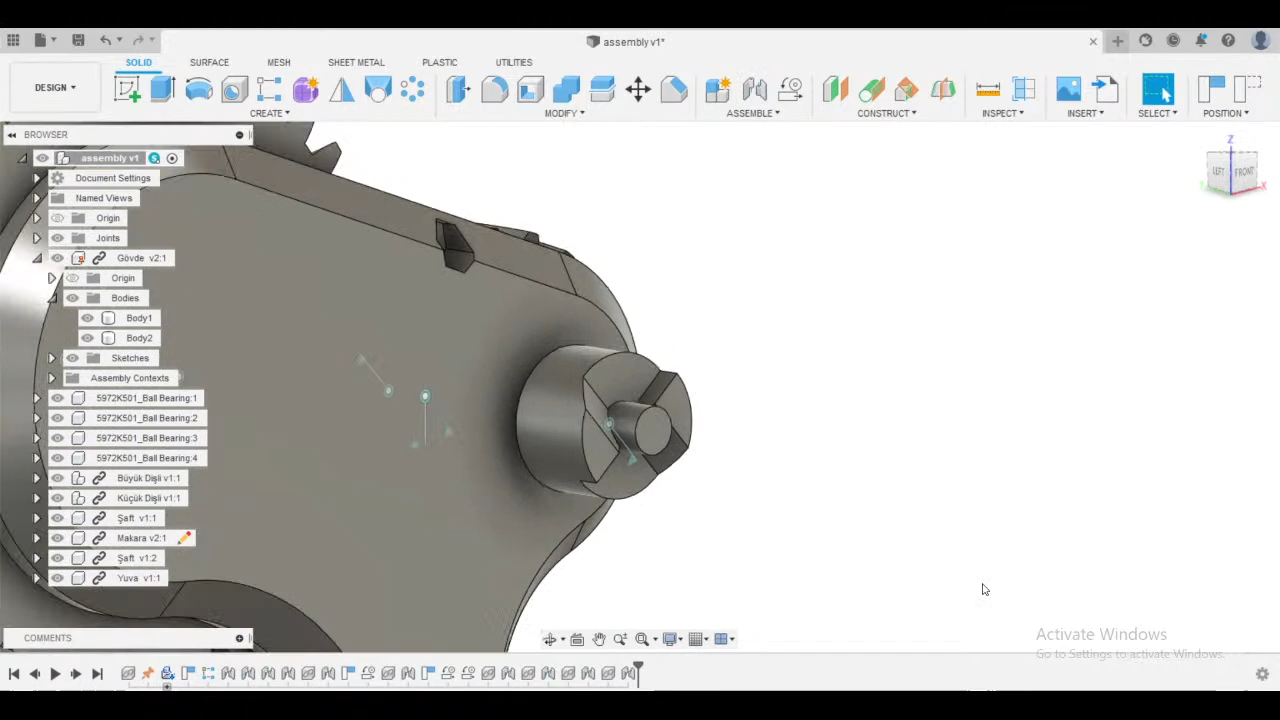 assembly v1*
SOLID SURFACE MESH SHEET METAL PLASTIC UTILITIES
DESIGN
CREATE MODIFY ASSEMBLE CONSTRUCT INSPECT INSERT SELECT POSITION
BROWSER
assembly v1
Document Settings
Named Views
Origin
Joints
Gövde v2:1
Origin
Bodies
Body1
Body2
Sketches
Assembly Contexts
5972K501_Ball Bearing:1
5972K501_Ball Bearing:2
5972K501_Ball Bearing:3
5972K501_Ball Bearing:4
Büyük Dişli v1:1
Küçük Dişli v1:1
Şaft v1:1
Makara v2:1
Şaft v1:2
Yuva v1:1
Z
LEFT FRONT
X
COMMENTS
Activate Windows
Go to Settings to activate Windows.